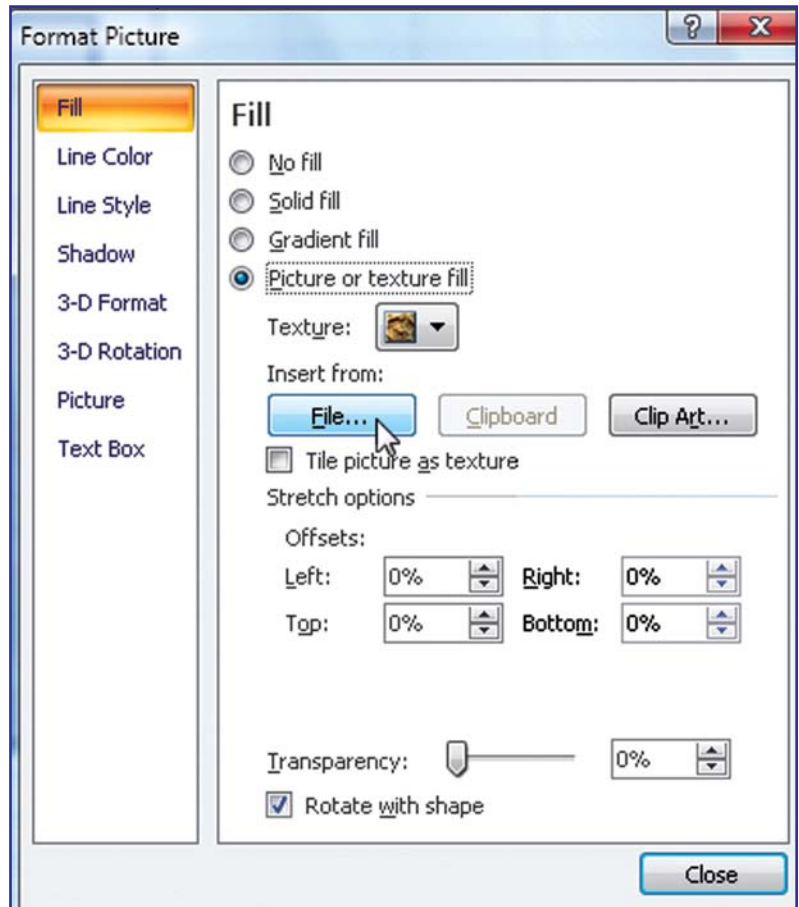 Format Picture
Fill
Line Color
Line Style
Shadow
3-D Format
3-D Rotation
Picture
Text Box
Fill
No fill
Solid fill
Gradient fill
Picture or texture fill
Texture:
Insert from:
File... Clipboard Clip Art...
Tile picture as texture
Stretch options
Offsets:
Left: 0% Right: 0%
Top: 0% Bottom: 0%
Transparency: 0%
Rotate with shape
Close